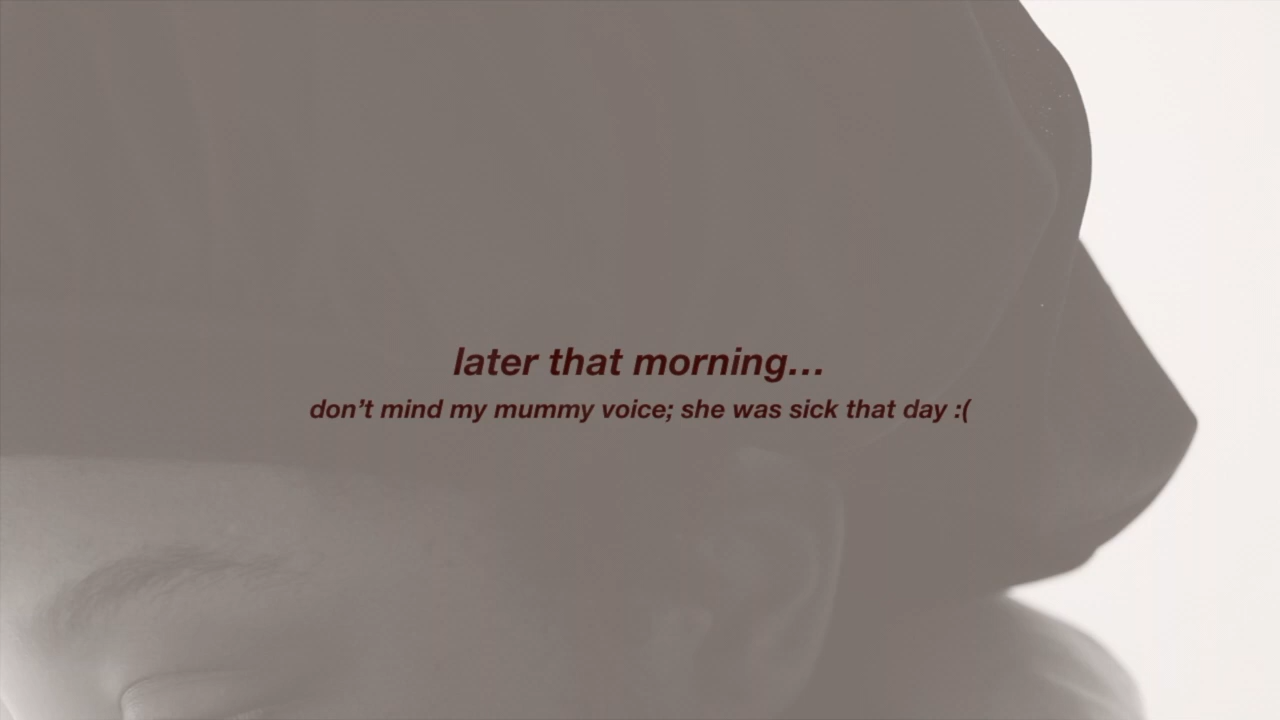 later that morning...
don’t mind my mummy voice; she was sick that day :(